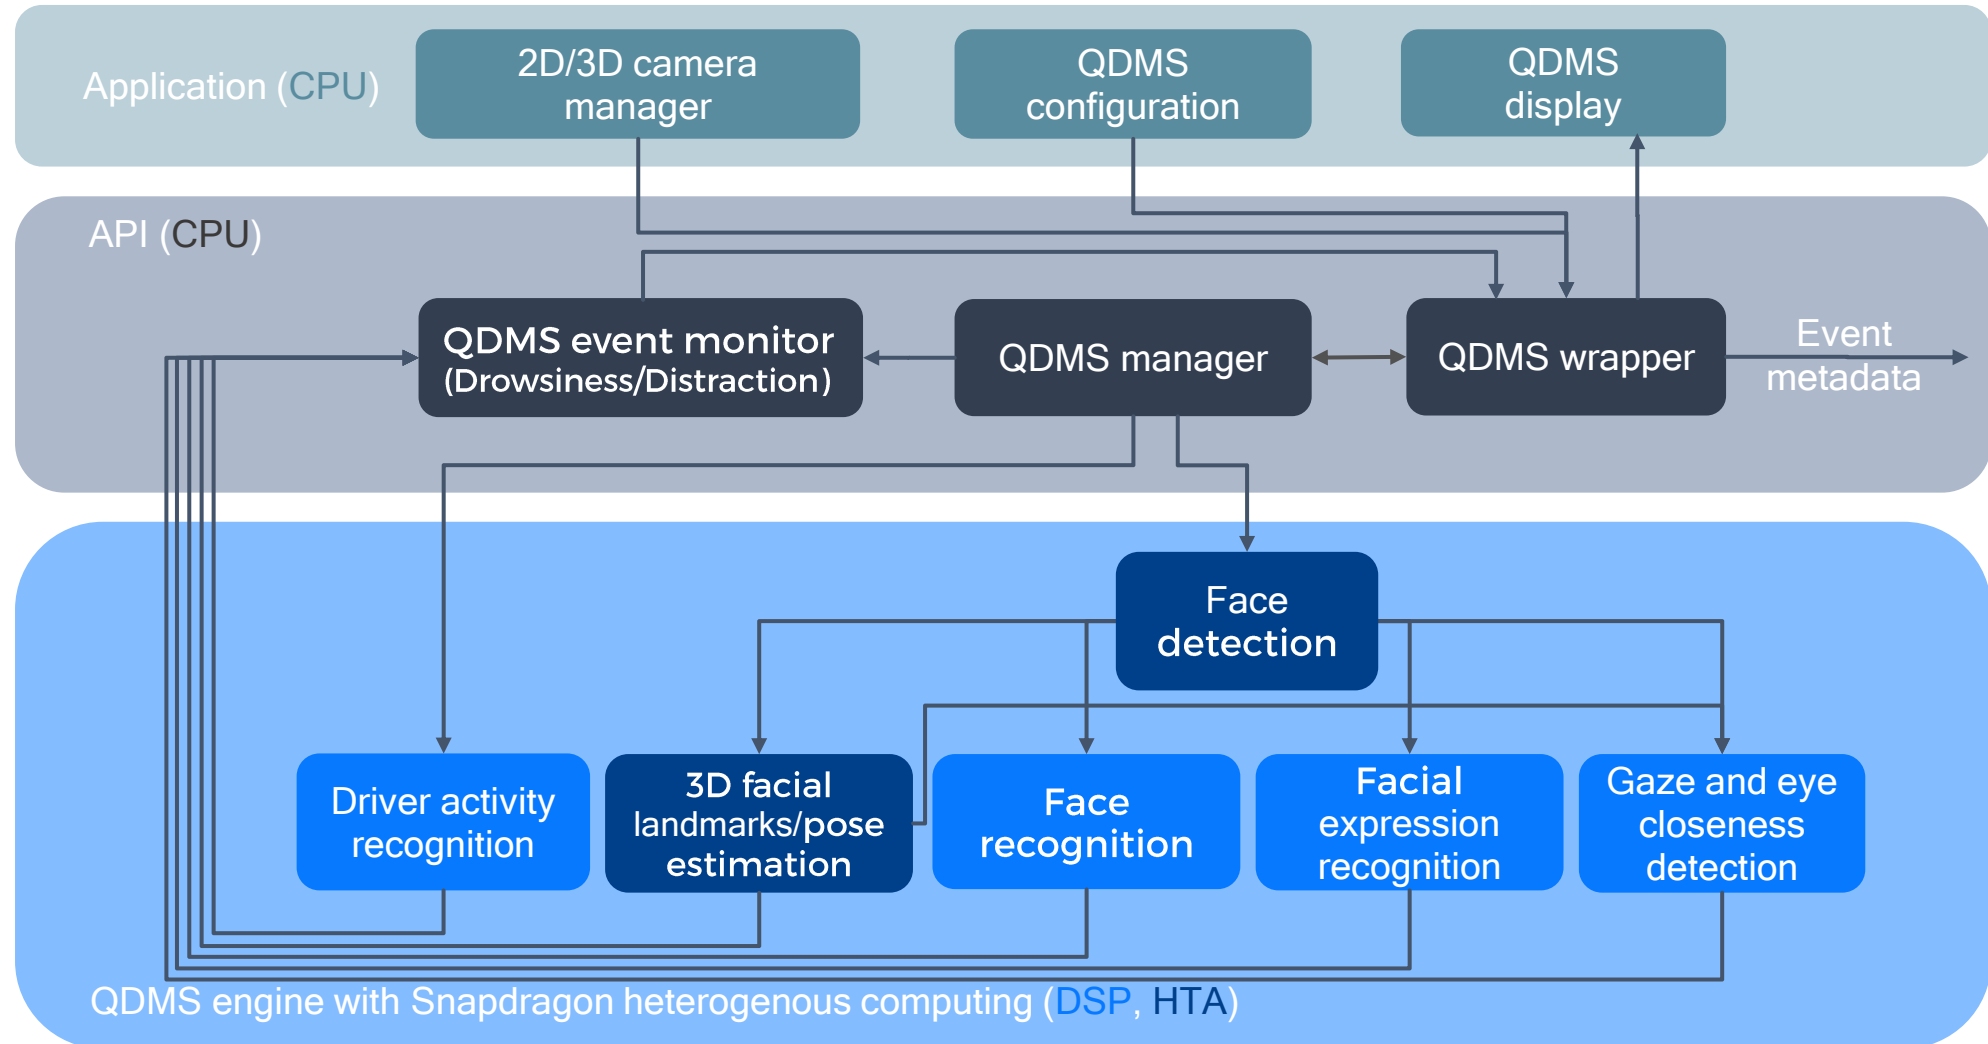 Application (CPU)
2D/3D camera
manager
QDMS
configuration
QDMS
display
API (CPU)
QDMS event monitor
(Drowsiness/Distraction)
QDMS manager
QDMS wrapper
Event
metadata
Face
detection
Driver activity
recognition
3D facial
landmarks/pose
estimation
Face
recognition
Facial
expression
recognition
Gaze and eye
closeness
detection
QDMS engine with Snapdragon heterogenous computing (DSP, HTA)